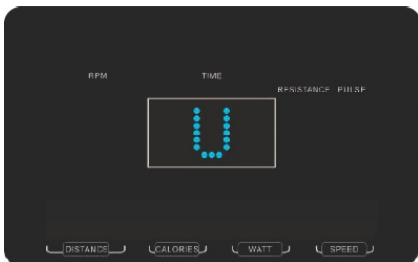 RPM TIME
RESISTANCE PULSE
U
DISTANCE CALORIES WATT SPEED